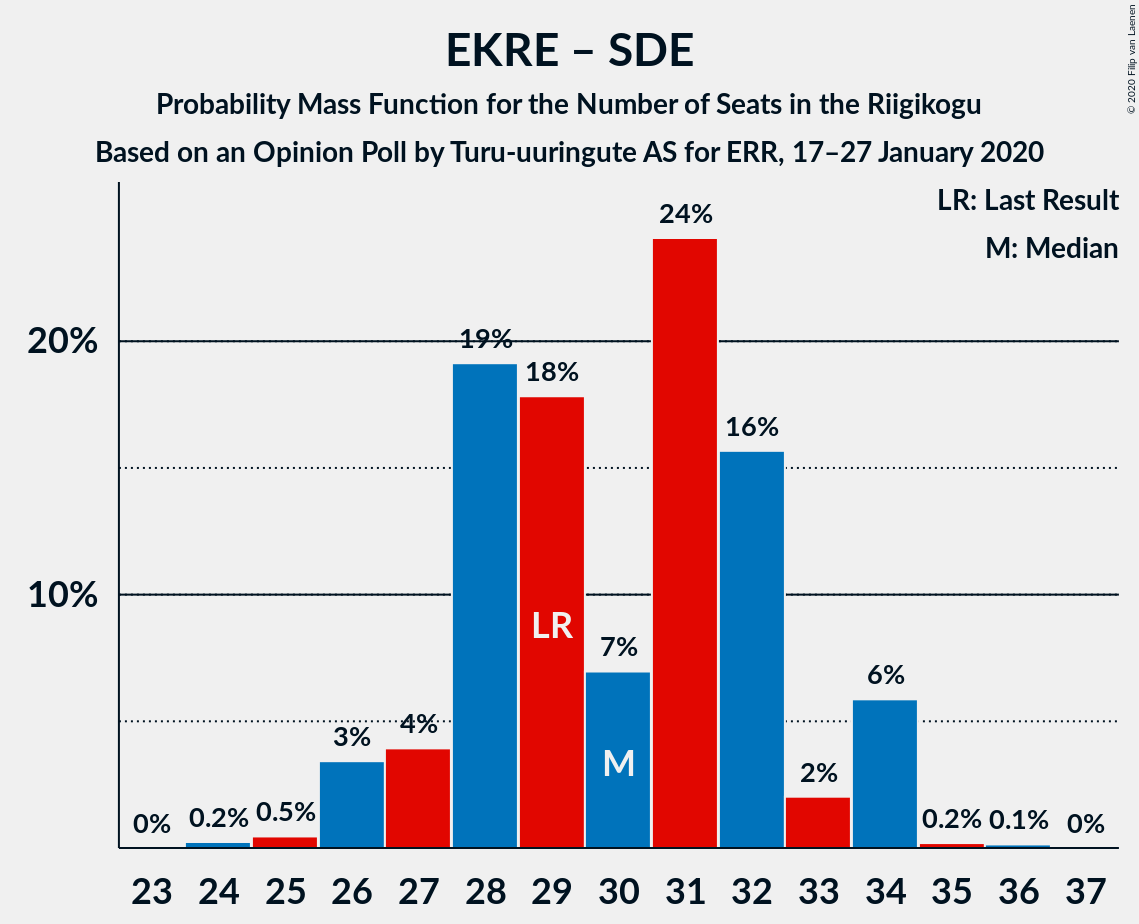 EKRE – SDE
Probability Mass Function for the Number of Seats in the Riigikogu
Based on an Opinion Poll by Turu-uuringute AS for ERR, 17–27 January 2020
© 2020 Filip van Laenen
LR: Last Result
M: Median
20%
10%
0%
0.2%
0.5%
3%
4%
19%
18%
7%
24%
16%
2%
6%
0.2%
0.1%
0%
LR
M
23 24 25 26 27 28 29 30 31 32 33 34 35 36 37